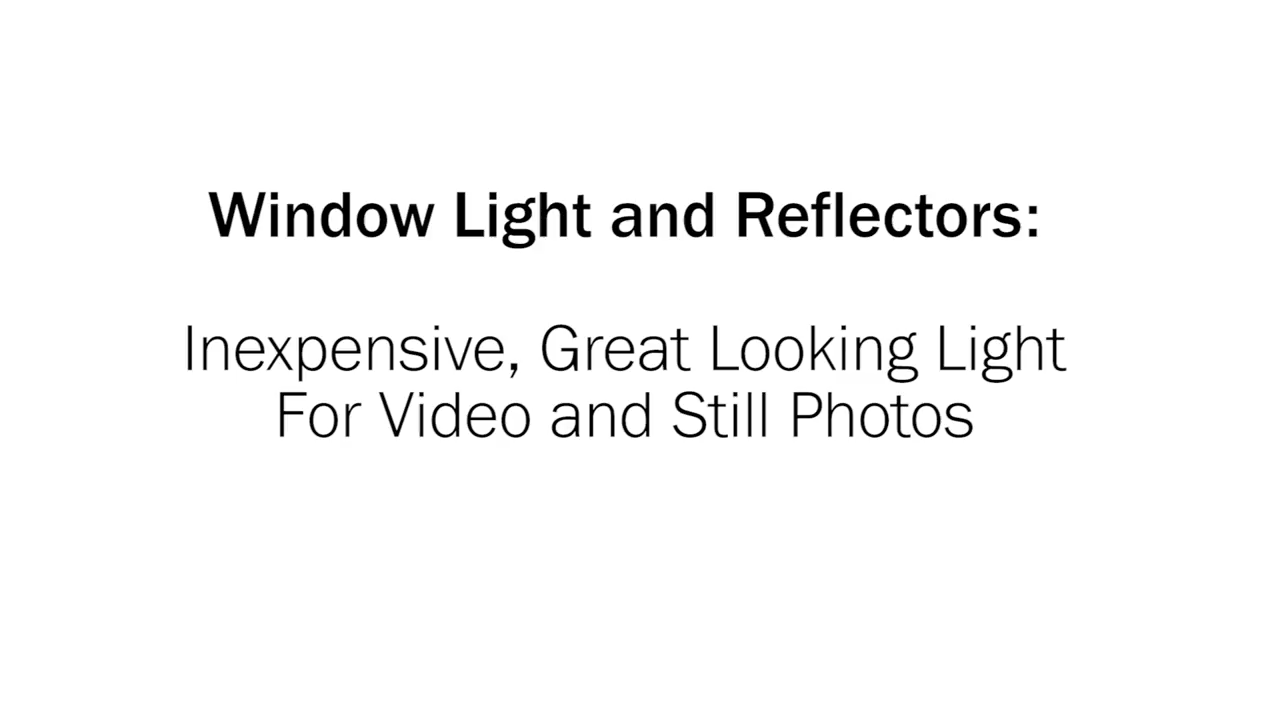 Window Light and Reflectors:
Inexpensive, Great Looking Light
For Video and Still Photos